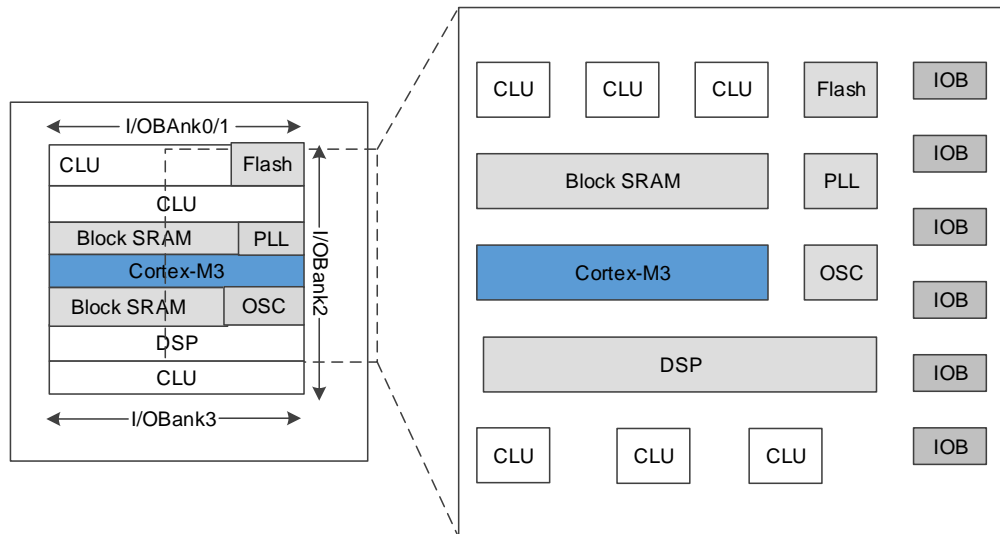 I/OBAnk0/1
CLU
Flash
CLU
Block SRAM
PLL
Cortex-M3
Block SRAM
OSC
DSP
CLU
I/OBank2
I/OBank3
CLU
CLU
CLU
Flash
IOB
IOB
Block SRAM
PLL
IOB
Cortex-M3
OSC
IOB
DSP
IOB
CLU
CLU
CLU
IOB